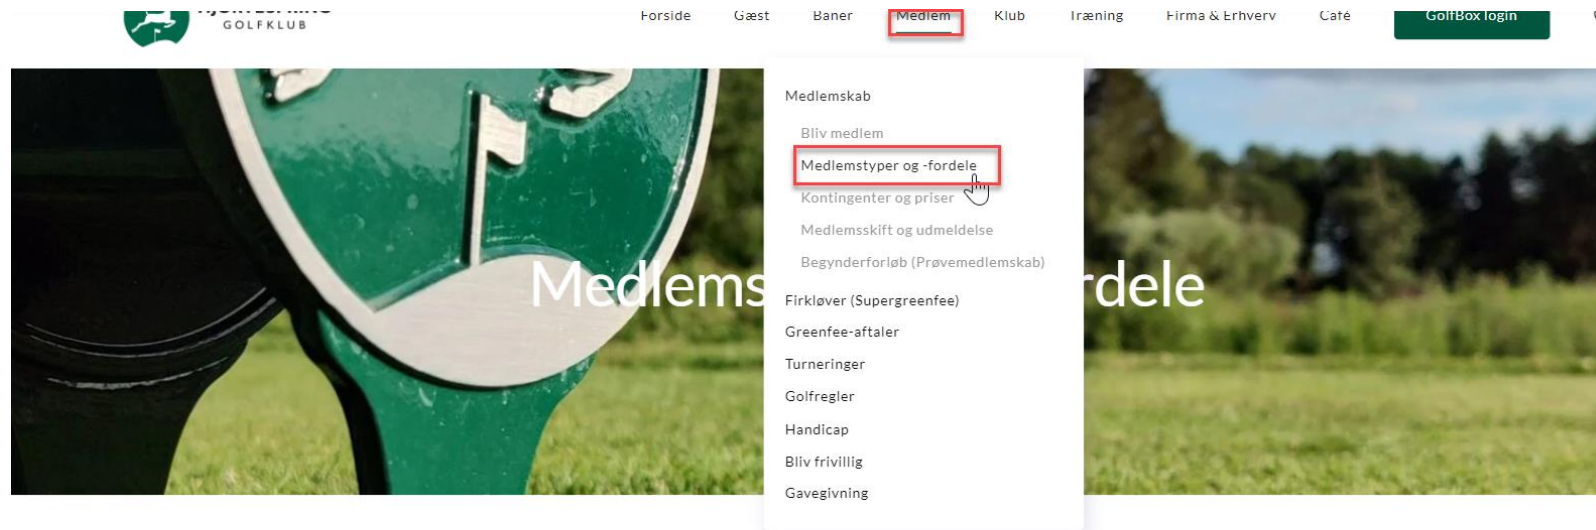 GOLFKLUB
Forside Gæst Baner Medlem Klub Træning Firma & Erhverv Café GolfBox login
Medlemskab
Bliv medlem
Medlemstyper og -fordele
Kontingenter og priser
Medlemsskift og udmeldelse
Begynderforløb (Prøvemedlemskab)
Medlems rdele
Firkløver (Supergreenfee)
Greenfee-aftaler
Turneringer
Golfregler
Handicap
Bliv frivillig
Gavegivning